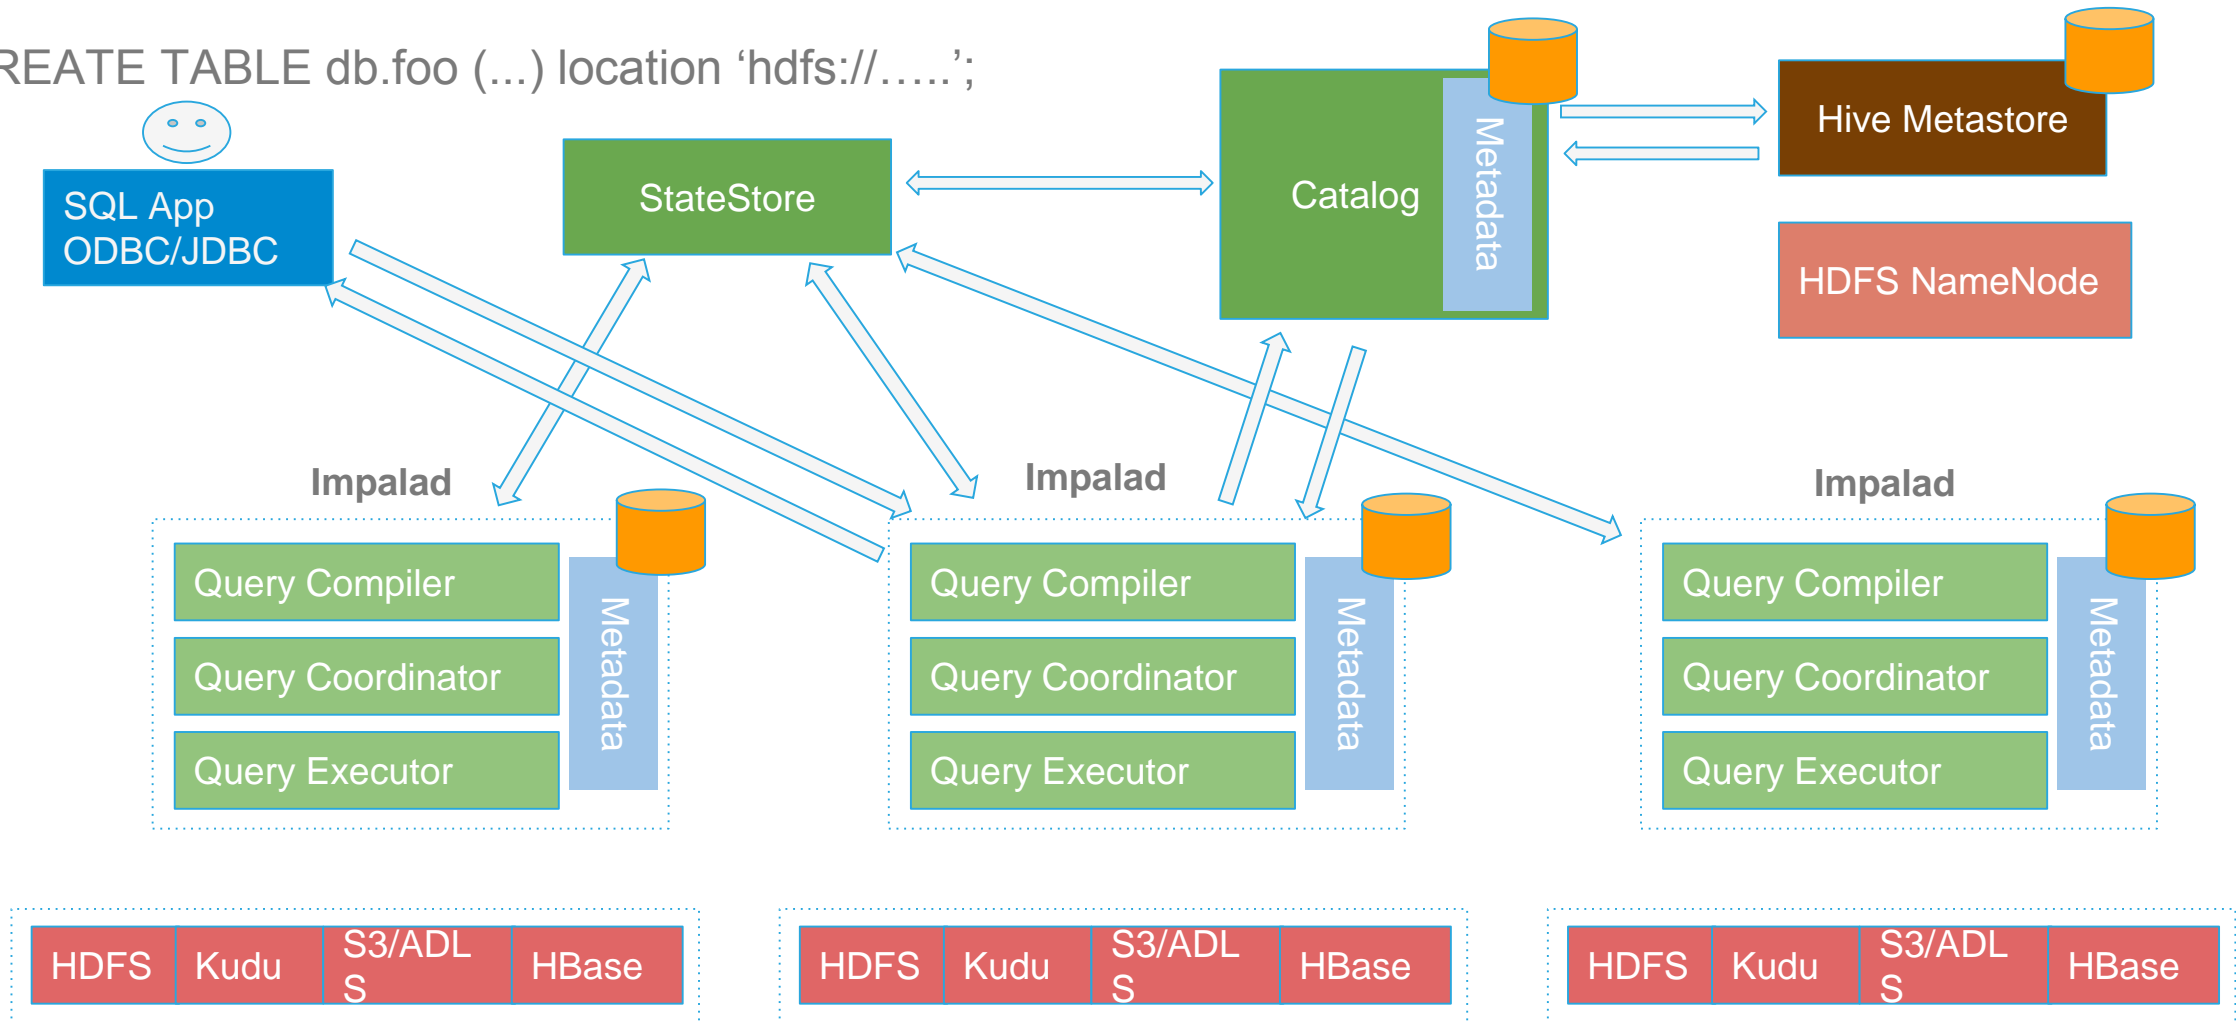 REATE TABLE db.foo (...) location ‘hdfs://…..’;
SQL App
ODBC/JDBC
StateStore
Catalog
Metadata
Hive Metastore
HDFS NameNode
Impalad
Query Compiler
Query Coordinator
Query Executor
Metadata
Impalad
Query Compiler
Query Coordinator
Query Executor
Metadata
Impalad
Query Compiler
Query Coordinator
Query Executor
Metadata
HDFS
Kudu
S3/ADL
S
HBase
HDFS
Kudu
S3/ADL
S
HBase
HDFS
Kudu
S3/ADL
S
HBase